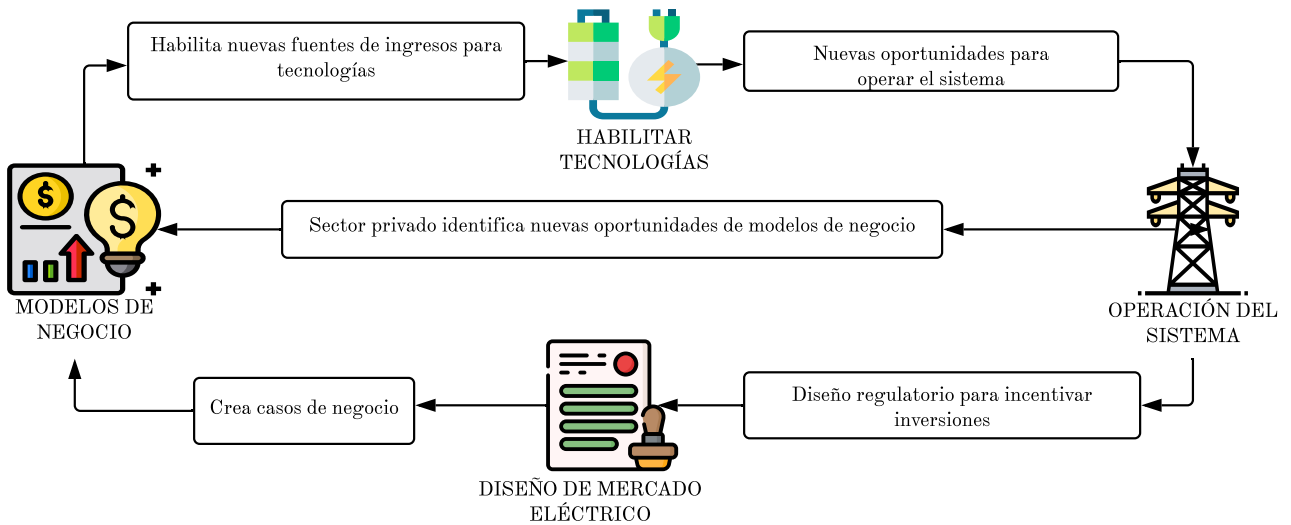 Habilita nuevas fuentes de ingresos para
tecnologías
HABILITAR
TECNOLOGÍAS
Nuevas oportunidades para
operar el sistema
Sector privado identifica nuevas oportunidades de modelos de negocio
MODELOS DE
NEGOCIO
OPERACIÓN DEL
SISTEMA
Crea casos de negocio
Diseño regulatorio para incentivar
inversiones
DISEÑO DE MERCADO
ELÉCTRICO